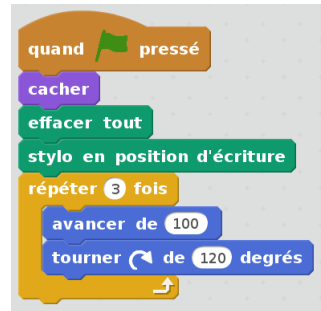 quand pressé
cacher
effacer tout
stylo en position d'écriture
répéter 3 fois
avancer de 100
tourner de 120 degrés